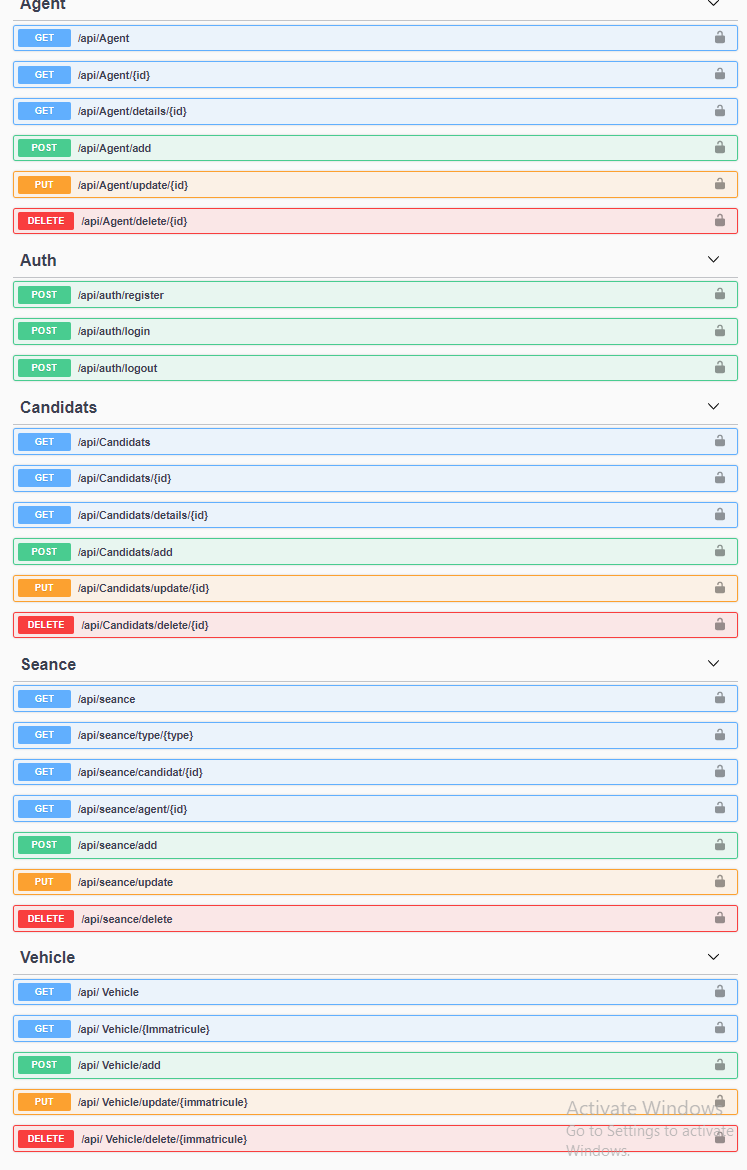 Agent
GET /api/Agent
GET /api/Agent/{id}
GET /api/Agent/details/{id}
POST /api/Agent/add
PUT /api/Agent/update/{id}
DELETE /api/Agent/delete/{id}
Auth
POST /api/auth/register
POST /api/auth/login
POST /api/auth/logout
Candidats
GET /api/Candidats
GET /api/Candidats/{id}
GET /api/Candidats/details/{id}
POST /api/Candidats/add
PUT /api/Candidats/update/{id}
DELETE /api/Candidats/delete/{id}
Seance
GET /api/seance
GET /api/seance/type/{type}
GET /api/seance/candidat/{id}
GET /api/seance/agent/{id}
POST /api/seance/add
PUT /api/seance/update
DELETE /api/seance/delete
Vehicle
GET /api/ Vehicle
GET /api/ Vehicle/{Immatricule}
POST /api/ Vehicle/add
PUT /api/ Vehicle/update/{immatricule}
DELETE /api/ Vehicle/delete/{immatricule}
Activate Windows
Go to Settings to activate
Windows.